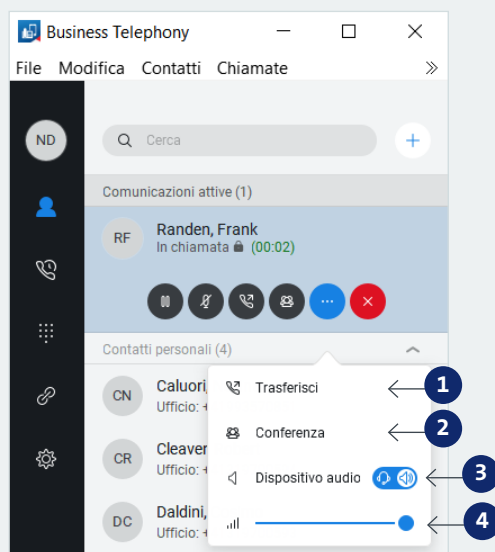 Business Telephony
File Modifica Contatti Chiamate
ND
Cerca
Comunicazioni attive (1)
RF
Randen, Frank
In chiamata (00:02)
Contatti personali (4)
CN
Caluori,
Ufficio: +
CR
Cleaver
Ufficio: +
DC
Daldini,
Ufficio: +
Trasferisci
1
Conferenza
2
Dispositivo audio
3
4